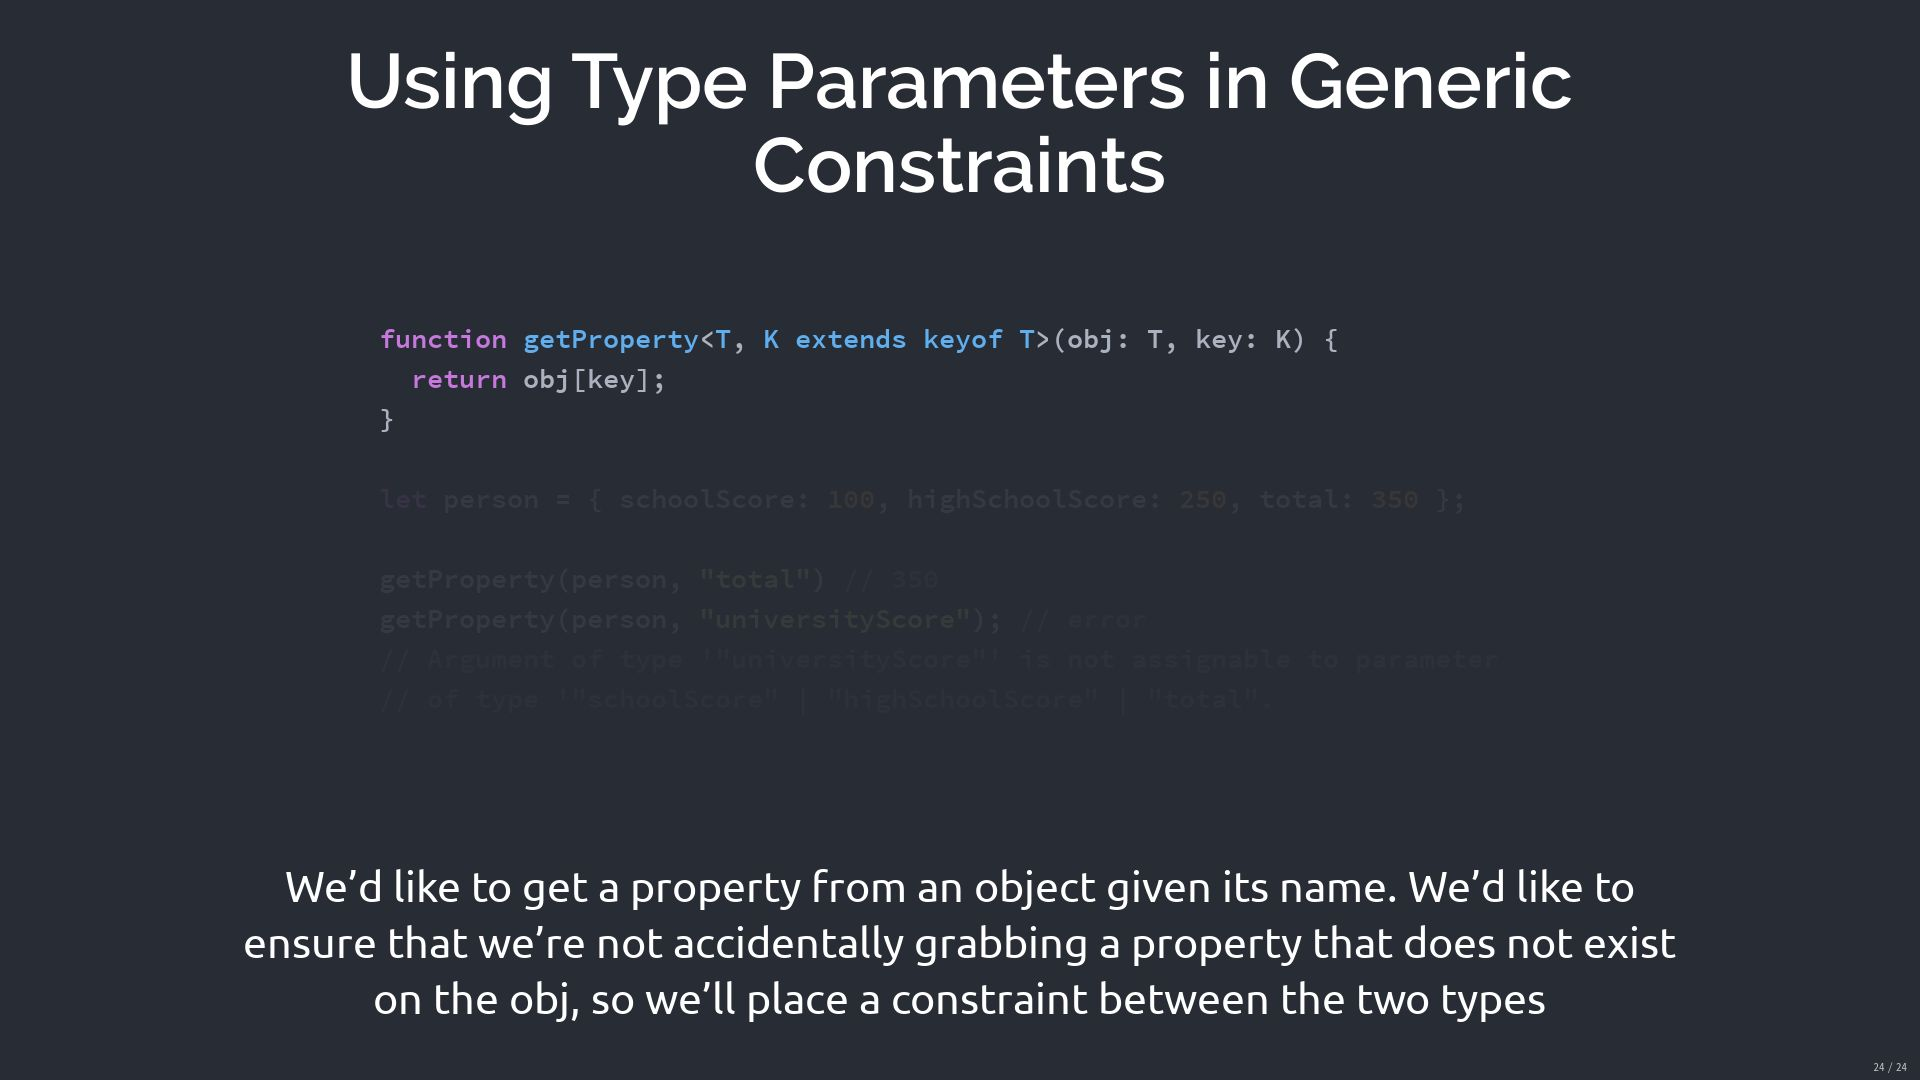 Using Type Parameters in Generic
Constraints
function getProperty<T, K extends keyof T>(obj: T, key: K) {
  return obj[key];
}
let person = { schoolScore: 100, highSchoolScore: 250, total: 350 };
getProperty(person, "total") // 350
getProperty(person, "universityScore"); // error
// Argument of type '"universityScore"' is not assignable to parameter
// of type '"schoolScore" | "highSchoolScore" | "total".
We’d like to get a property from an object given its name. We’d like to
ensure that we’re not accidentally grabbing a property that does not exist
on the obj, so we’ll place a constraint between the two types
24 / 24